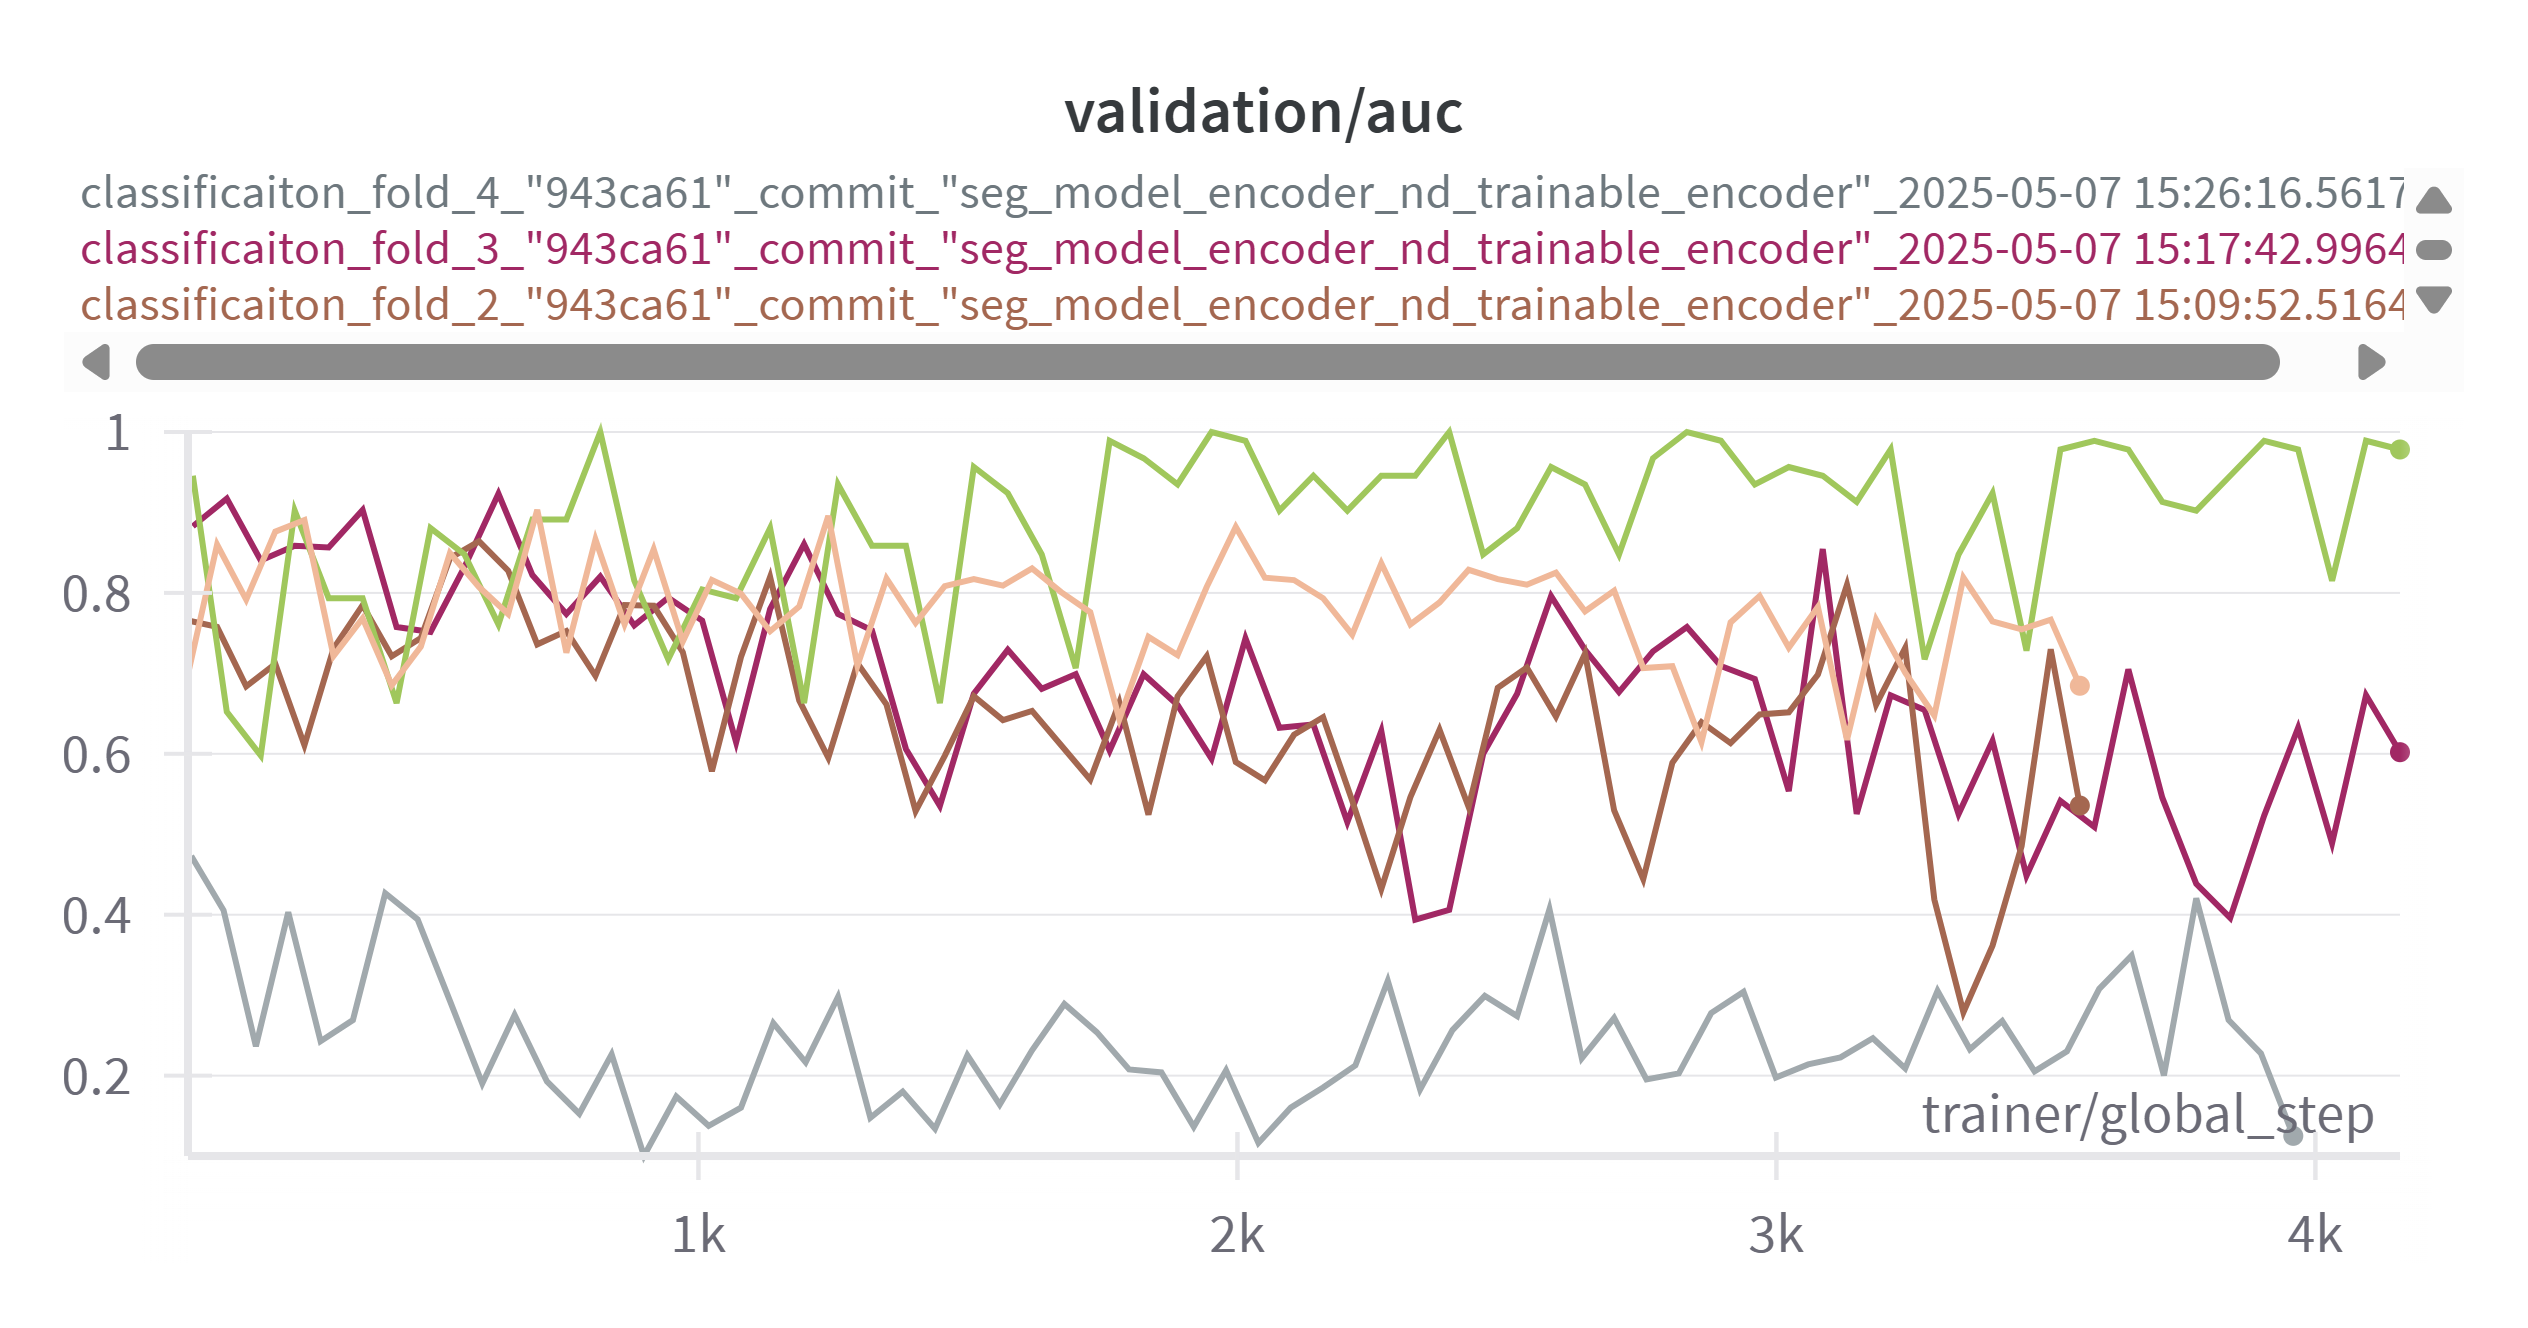 validation/auc
classificaiton_fold_4_"943ca61"_commit_"seg_model_encoder_nd_trainable_encoder"_2025-05-07 15:26:16.5617
classificaiton_fold_3_"943ca61"_commit_"seg_model_encoder_nd_trainable_encoder"_2025-05-07 15:17:42.9964
classificaiton_fold_2_"943ca61"_commit_"seg_model_encoder_nd_trainable_encoder"_2025-05-07 15:09:52.5164
1
0.8
0.6
0.4
0.2
trainer/global_step
1k 2k 3k 4k